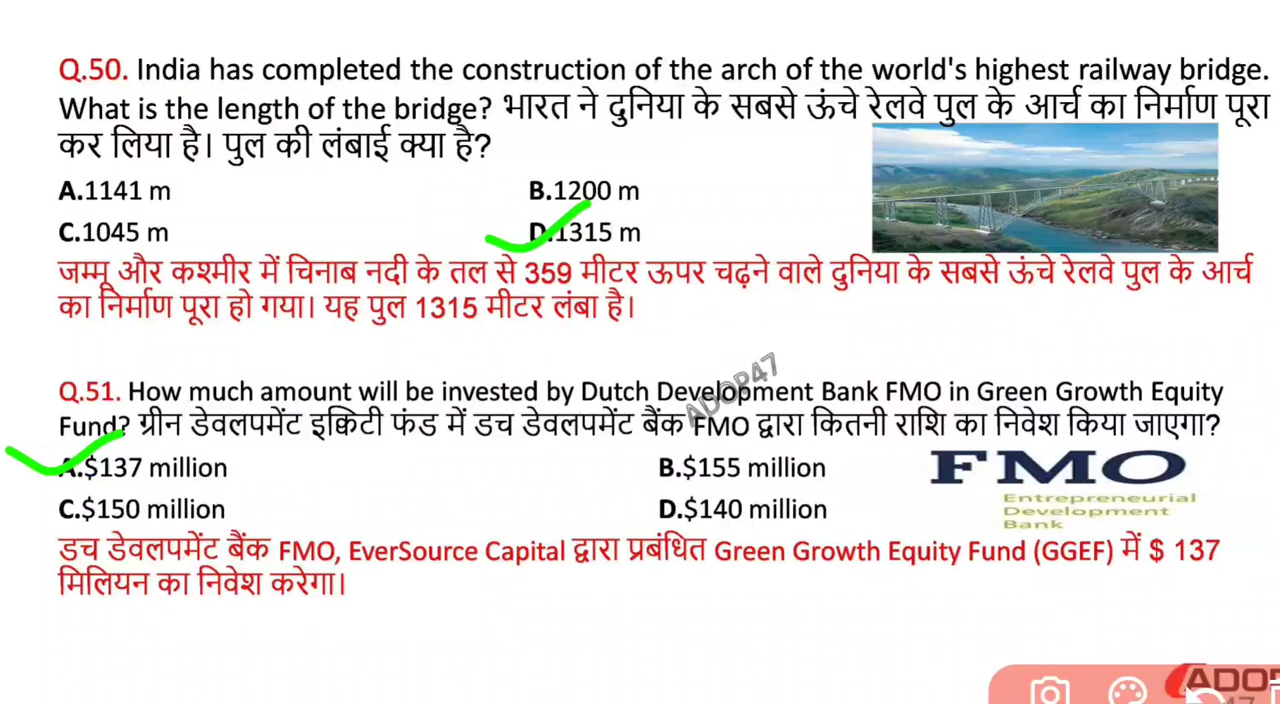 Q.50. India has completed the construction of the arch of the world's highest railway bridge.
What is the length of the bridge? भारत ने दुनिया के सबसे ऊंचे रेलवे पुल के आर्च का निर्माण पूरा
कर लिया है। पुल की लंबाई क्या है?
A.1141 m B.1200 m
C.1045 m D.1315 m
जम्मू और कश्मीर में चिनाब नदी के तल से 359 मीटर ऊपर चढ़ने वाले दुनिया के सबसे ऊंचे रेलवे पुल के आर्च
का निर्माण पूरा हो गया। यह पुल 1315 मीटर लंबा है।
ADOP47
Q.51. How much amount will be invested by Dutch Development Bank FMO in Green Growth Equity
Fund? ग्रीन डेवलपमेंट इक्विटी फंड में डच डेवलपमेंट बैंक FMO द्वारा कितनी राशि का निवेश किया जाएगा?
A.$137 million B.$155 million
C.$150 million D.$140 million
FMO
Entrepreneurial
Development
Bank
डच डेवलपमेंट बैंक FMO, EverSource Capital द्वारा प्रबंधित Green Growth Equity Fund (GGEF) में $ 137
मिलियन का निवेश करेगा।